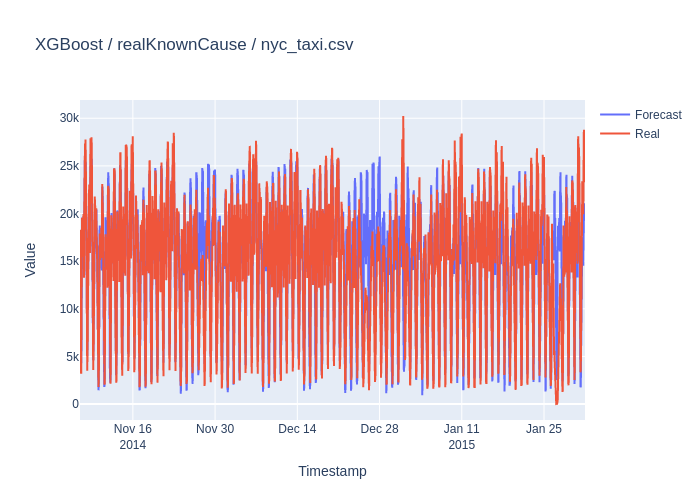 XGBoost / realKnownCause / nyc_taxi.csv
Forecast
Real
30k
25k
20k
15k
10k
5k
0
Value
Nov 16
2014
Nov 30
Dec 14
Dec 28
Jan 11
2015
Jan 25
Timestamp